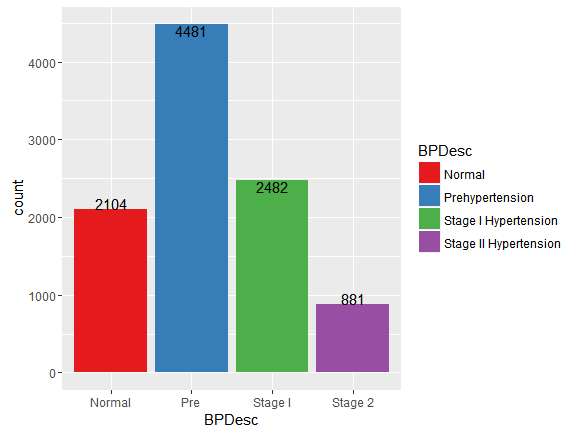 count
4000
3000
2000
1000
0
2104
4481
2482
881
Normal
Pre
Stage I
Stage 2
BPDesc
BPDesc
Normal
Prehypertension
Stage I Hypertension
Stage II Hypertension